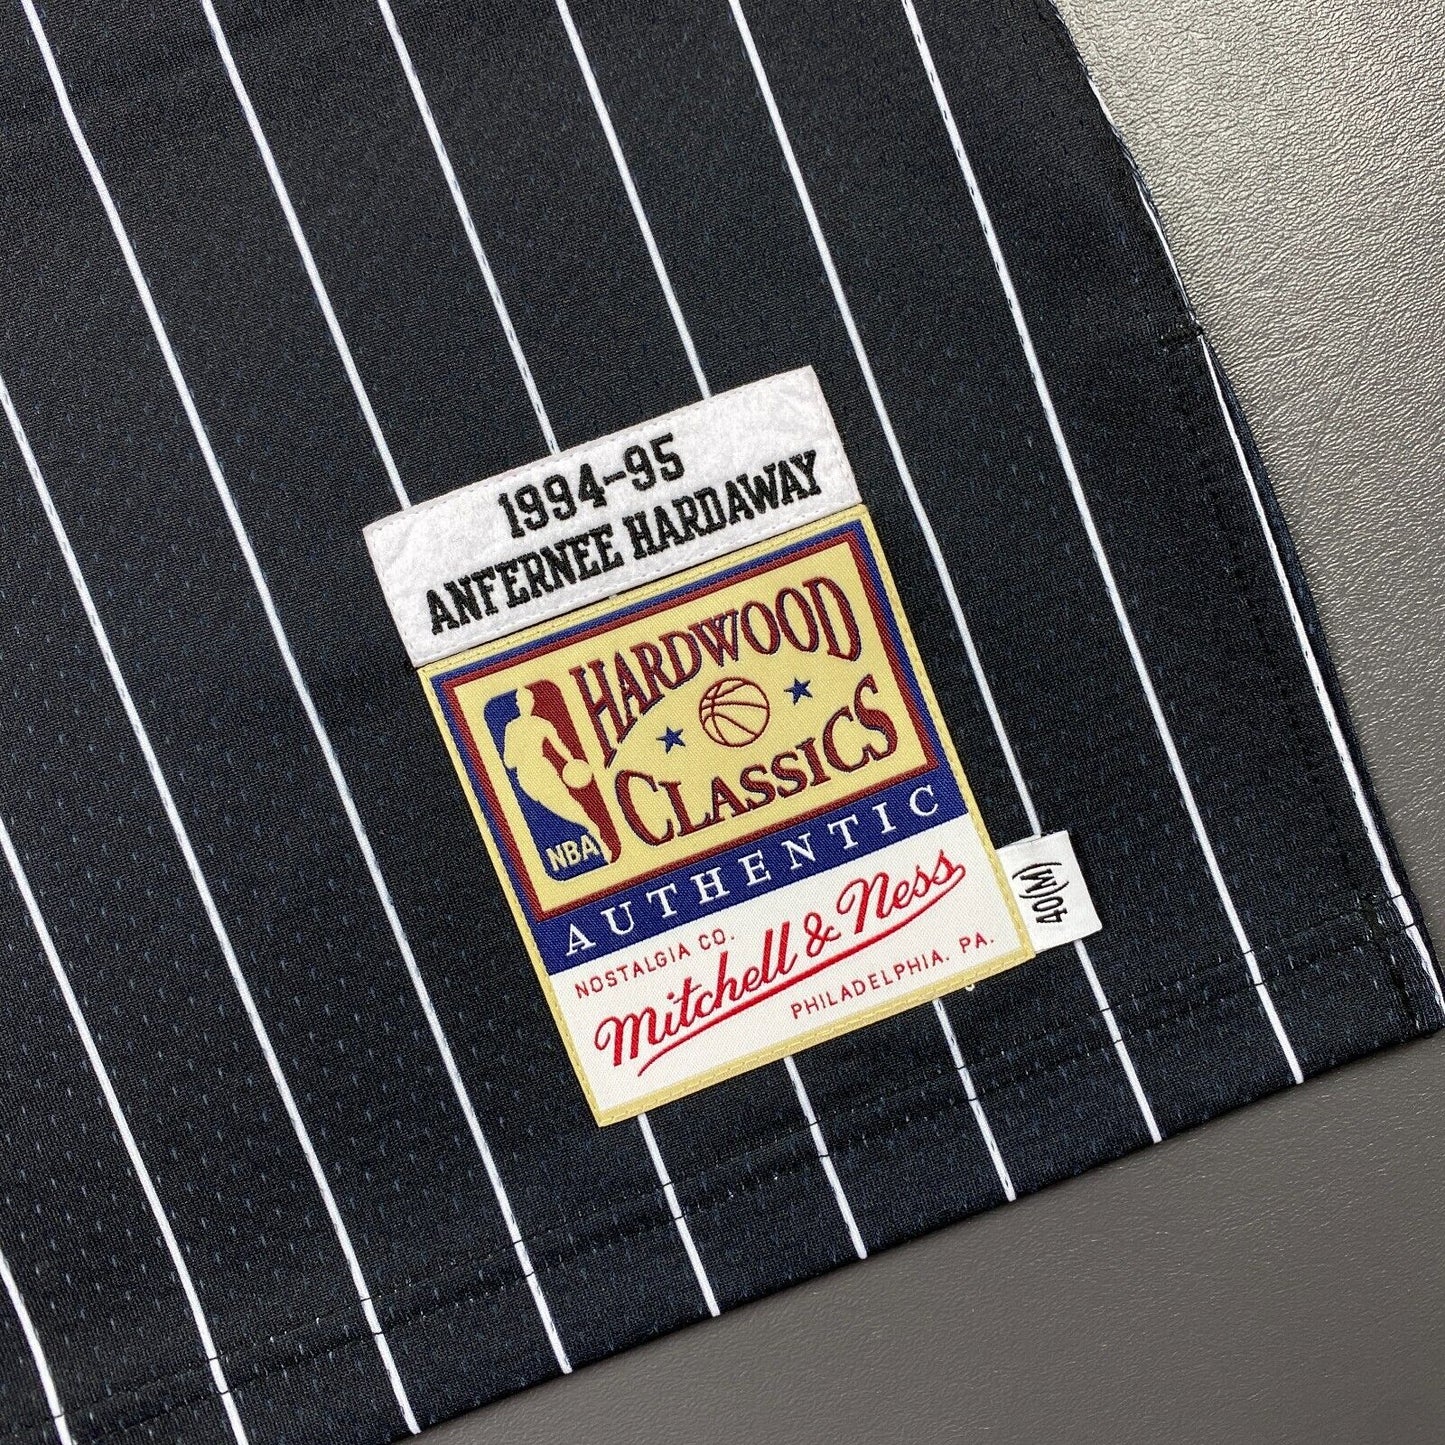 1994-95
ANFERNEE HARDAWAY
HARDWOOD
CLASSICS
NBA
AUTHENTIC
NOSTALGIA CO.
Mitchell & Ness
PHILADELPHIA, PA.
40(M)